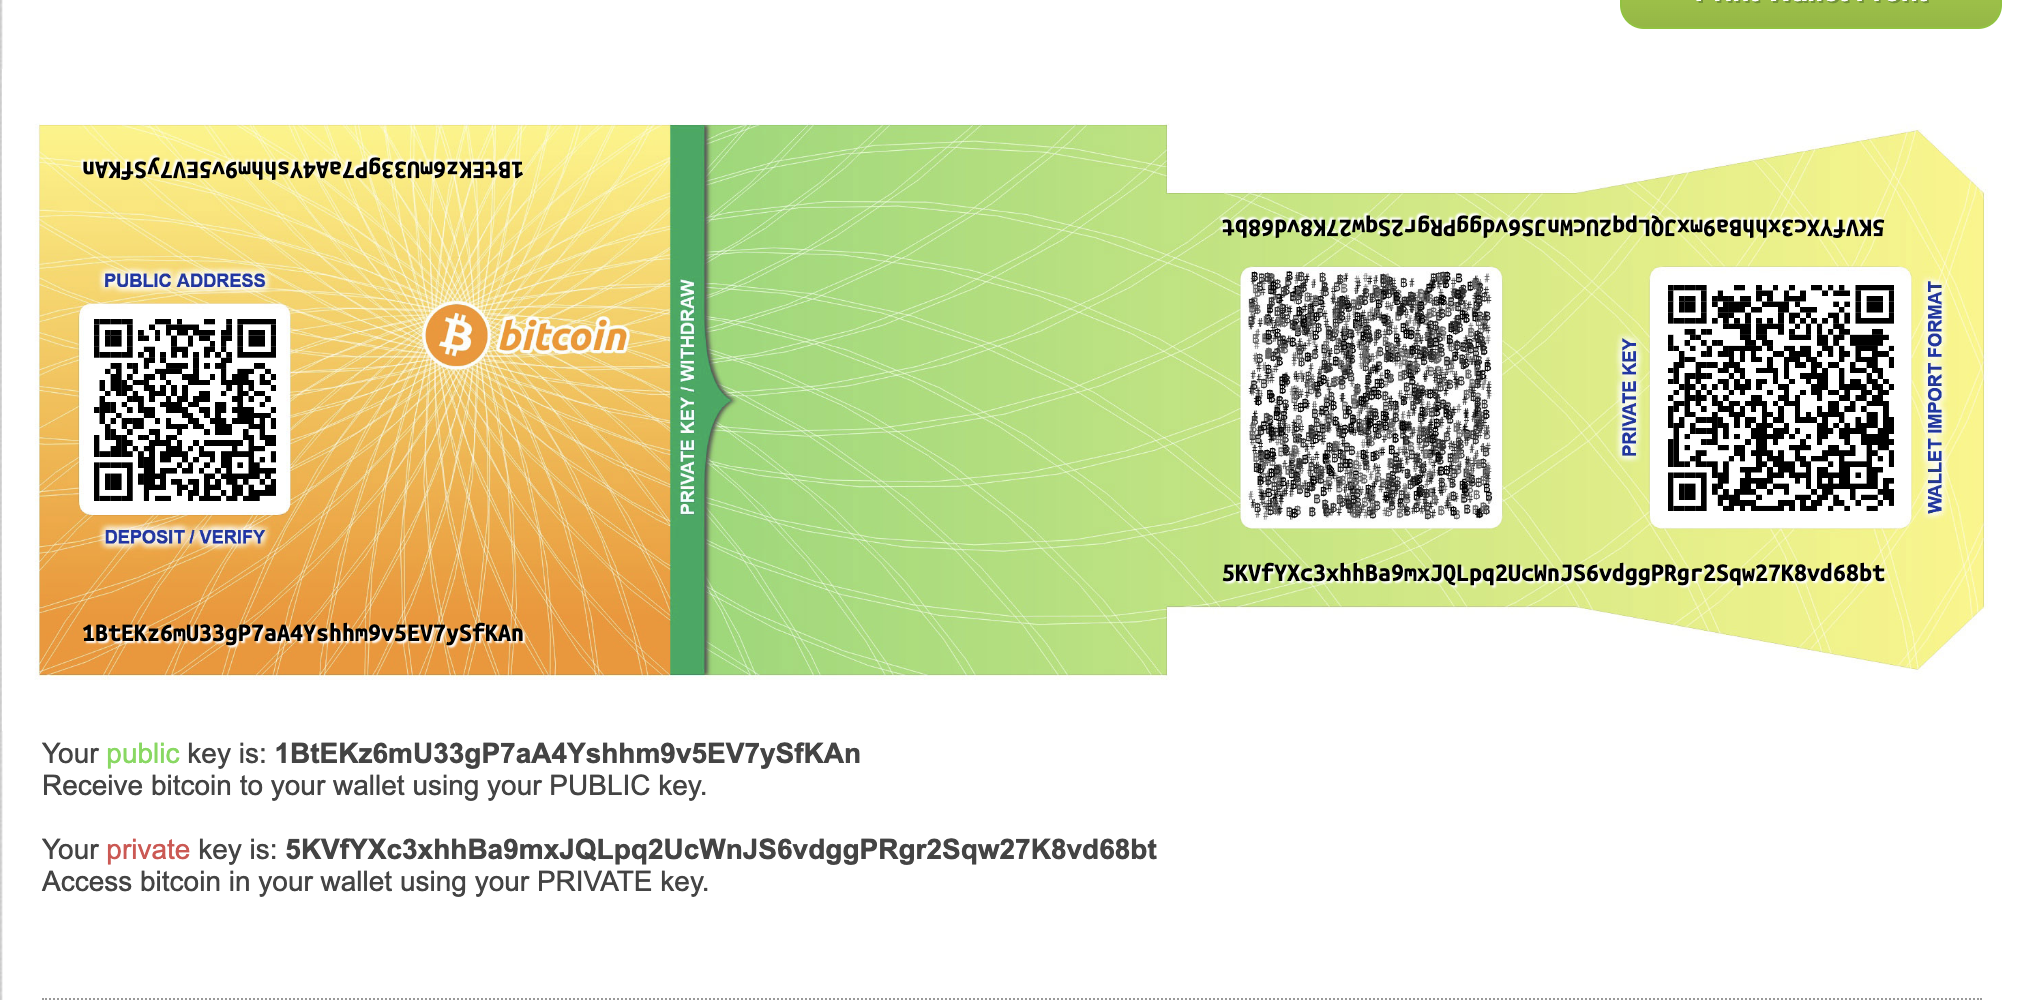 1BtEKz6mU33gP7aA4Yshhm9v5EV7ySfKAn
PUBLIC ADDRESS
bitcoin
DEPOSIT / VERIFY
1BtEKz6mU33gP7aA4Yshhm9v5EV7ySfKAn
PRIVATE KEY / WITHDRAW
5KVfYXc3xhhBa9mxJQLpq2UcWnJS6vdggPRgr2Sqw27K8vd68bt
PRIVATE KEY
WALLET IMPORT FORMAT
5KVfYXc3xhhBa9mxJQLpq2UcWnJS6vdggPRgr2Sqw27K8vd68bt
Your public key is: 1BtEKz6mU33gP7aA4Yshhm9v5EV7ySfKAn
Receive bitcoin to your wallet using your PUBLIC key.
Your private key is: 5KVfYXc3xhhBa9mxJQLpq2UcWnJS6vdggPRgr2Sqw27K8vd68bt
Access bitcoin in your wallet using your PRIVATE key.